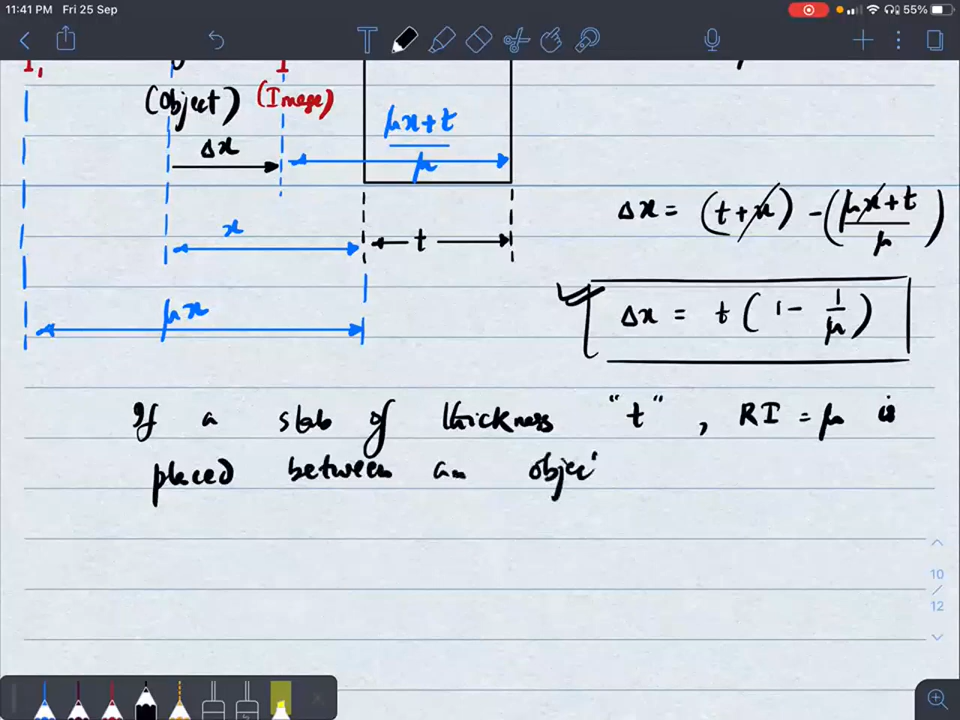 11:41 PM Fri 25 Sep
55%
I₁
I
(Object) (Image)
Δx
μx+t
μ
x
t
μx
Δx = (t+x) - (μx+t
μ)
Δx = t(1 - 1
μ)
If a slab of thickness "t", RI = μ is
placed between an objec
10
/
12